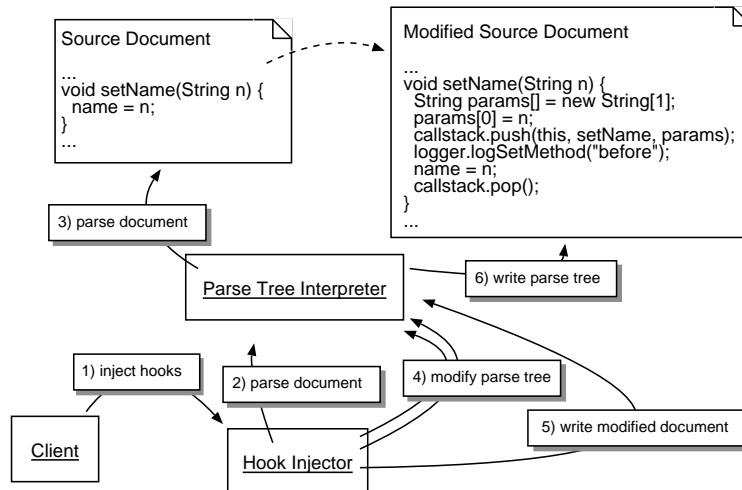 Source Document
...
void setName(String n) {
name = n;
}
...
Modified Source Document
...
void setName(String n) {
String params[] = new String[1];
params[0] = n;
callstack.push(this, setName, params);
logger.logSetMethod("before");
name = n;
callstack.pop();
}
...
3) parse document
6) write parse tree
Parse Tree Interpreter
1) inject hooks
2) parse document
4) modify parse tree
5) write modified document
Client
Hook Injector